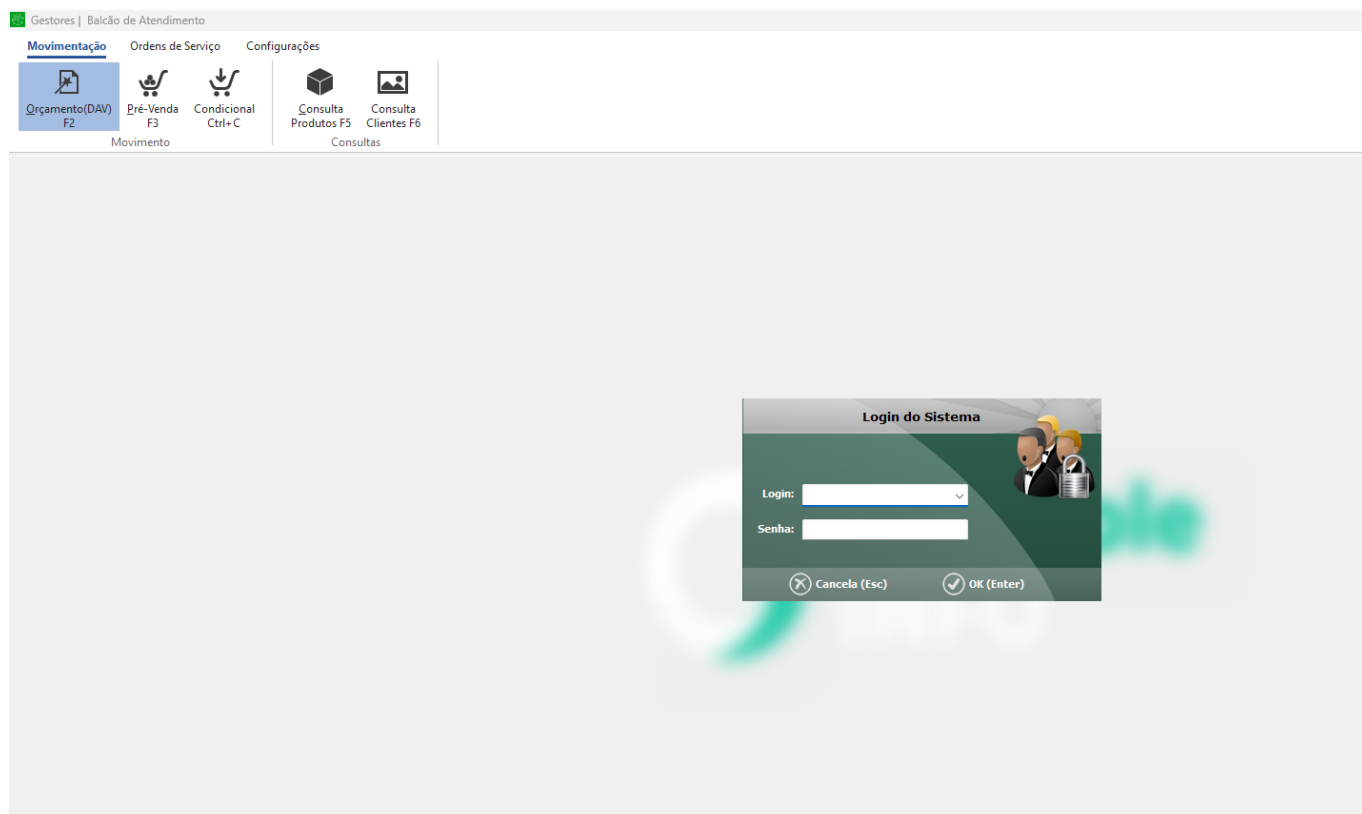 Gestores | Balcão de Atendimento
Movimentação Ordens de Serviço Configurações
Orçamento(DAV) F2
Pré-Venda F3
Condicional Ctrl+C
Consulta Produtos F5
Consulta Clientes F6
Movimento
Consultas
Login do Sistema
Login:
Senha:
Cancela (Esc) OK (Enter)
INFO